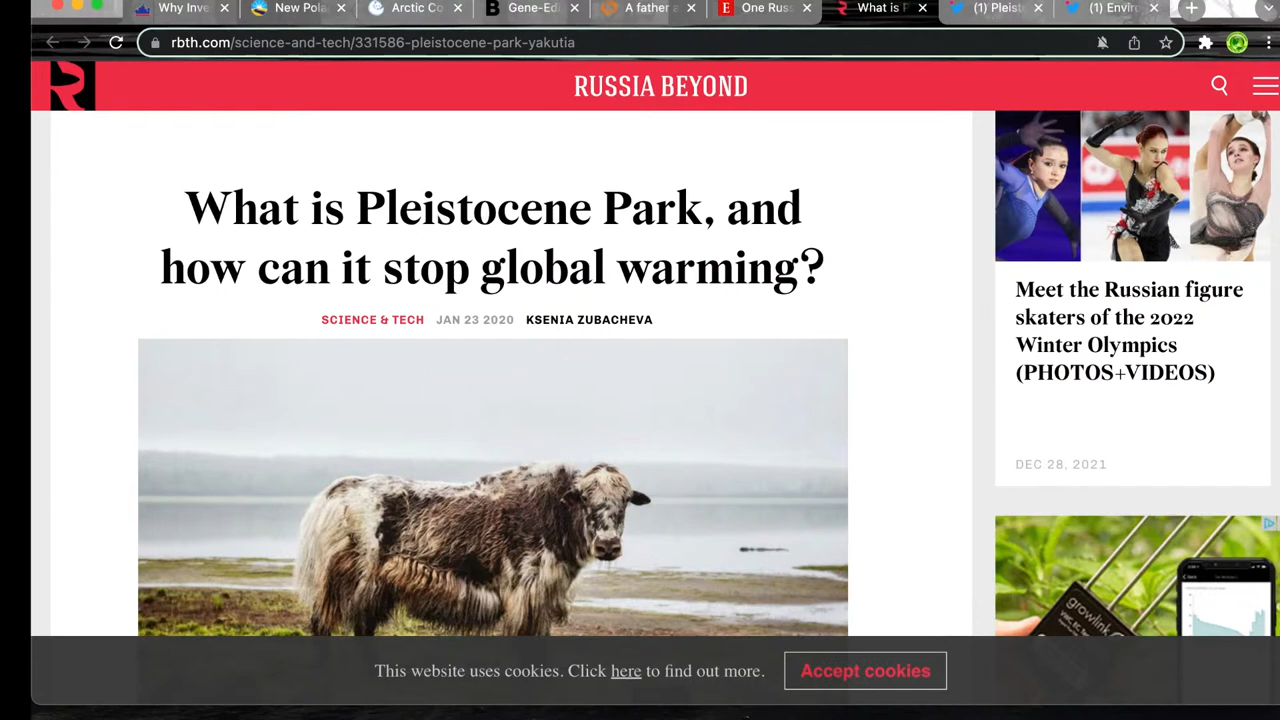 Why Inve
New Pola
Arctic Co
Gene-Edi
A father a
One Russ
What is P
(1) Pleist
(1) Enviro
rbth.com/science-and-tech/331586-pleistocene-park-yakutia
RUSSIA BEYOND
What is Pleistocene Park, and
how can it stop global warming?
SCIENCE & TECH JAN 23 2020 KSENIA ZUBACHEVA
Meet the Russian figure
skaters of the 2022
Winter Olympics
(PHOTOS+VIDEOS)
DEC 28, 2021
growlink
This website uses cookies. Click here to find out more.
Accept cookies